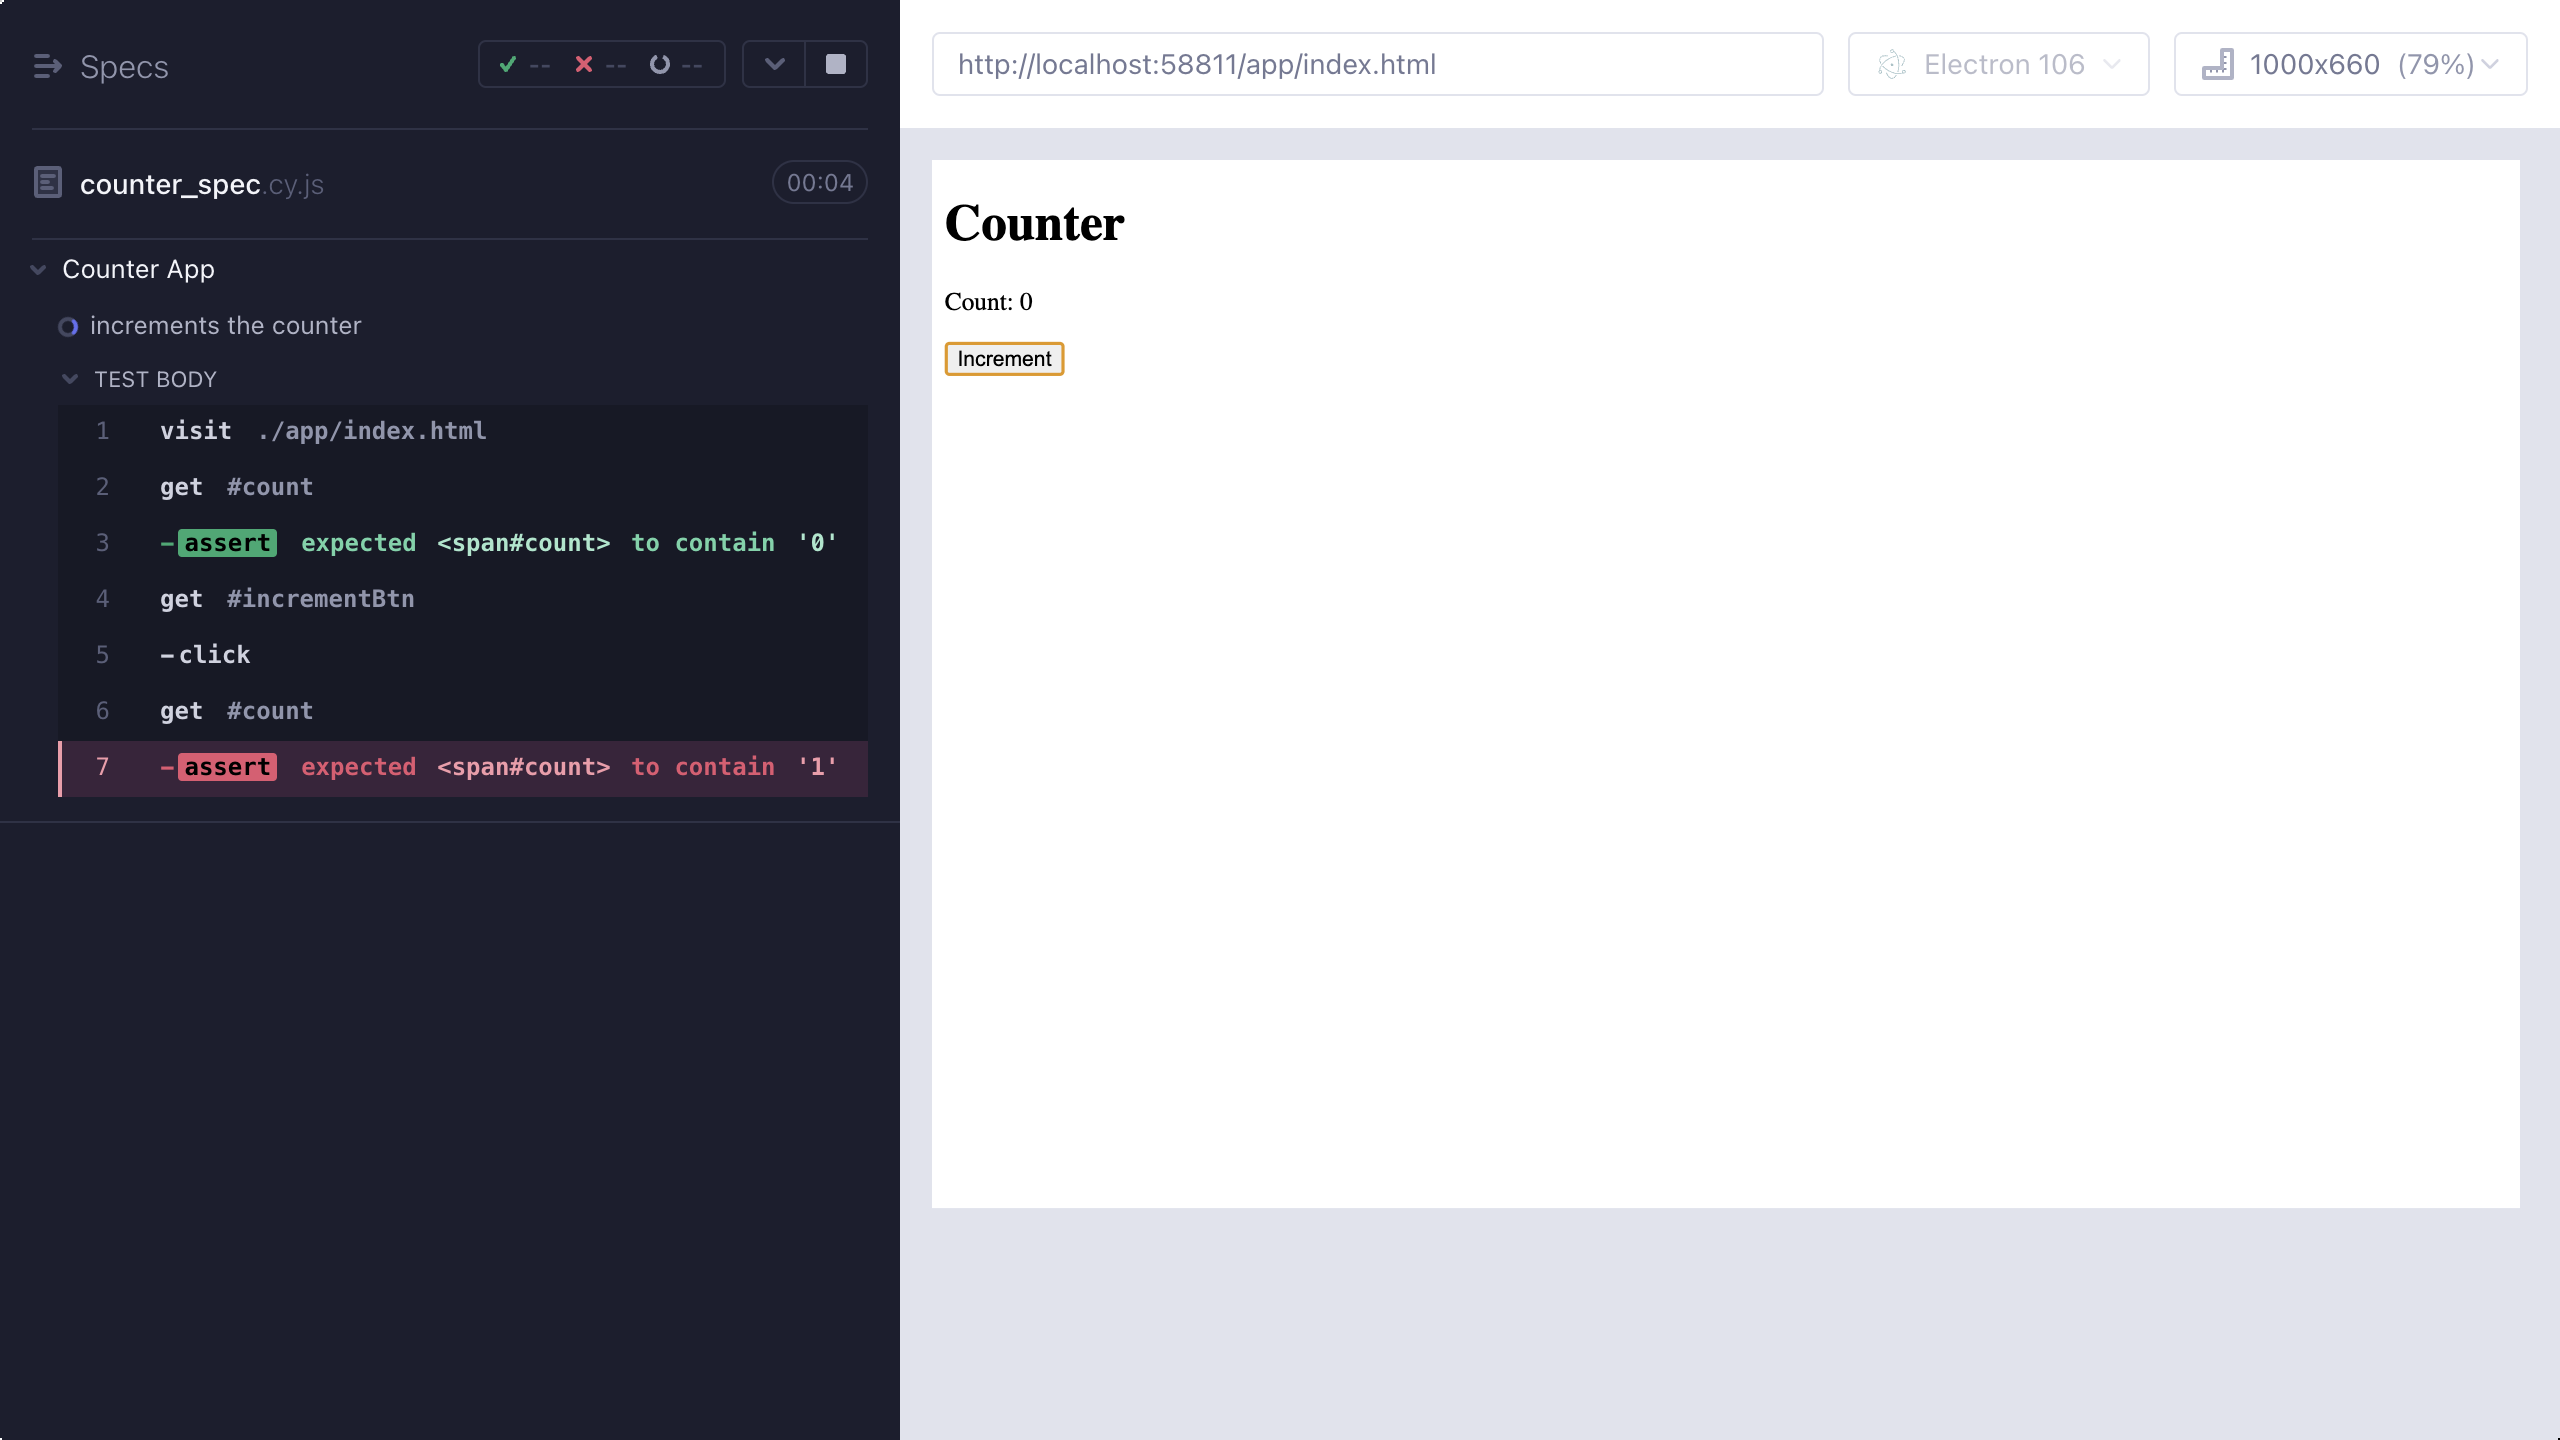 Specs
-- -- --
counter_spec.cy.js
00:04
Counter App
increments the counter
TEST BODY
1 visit ./app/index.html
2 get #count
3 -assert expected <span#count> to contain '0'
4 get #incrementBtn
5 -click
6 get #count
7 -assert expected <span#count> to contain '1'
http://localhost:58811/app/index.html
Electron 106
1000x660 (79%)
Counter
Count: 0
Increment